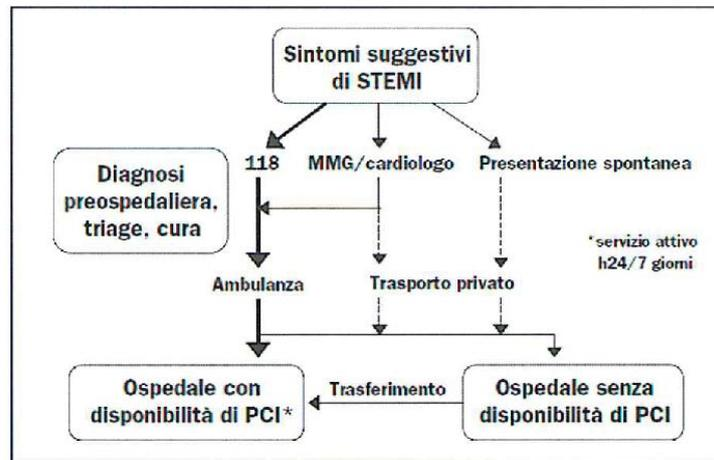 Sintomi suggestivi
di STEMI
118
MMG/cardiologo
Presentazione spontanea
Diagnosi
preospedaliera,
triage, cura
*servizio attivo
h24/7 giorni
Ambulanza
Trasporto privato
Ospedale con
disponibilità di PCI*
Trasferimento
Ospedale senza
disponibilità di PCI